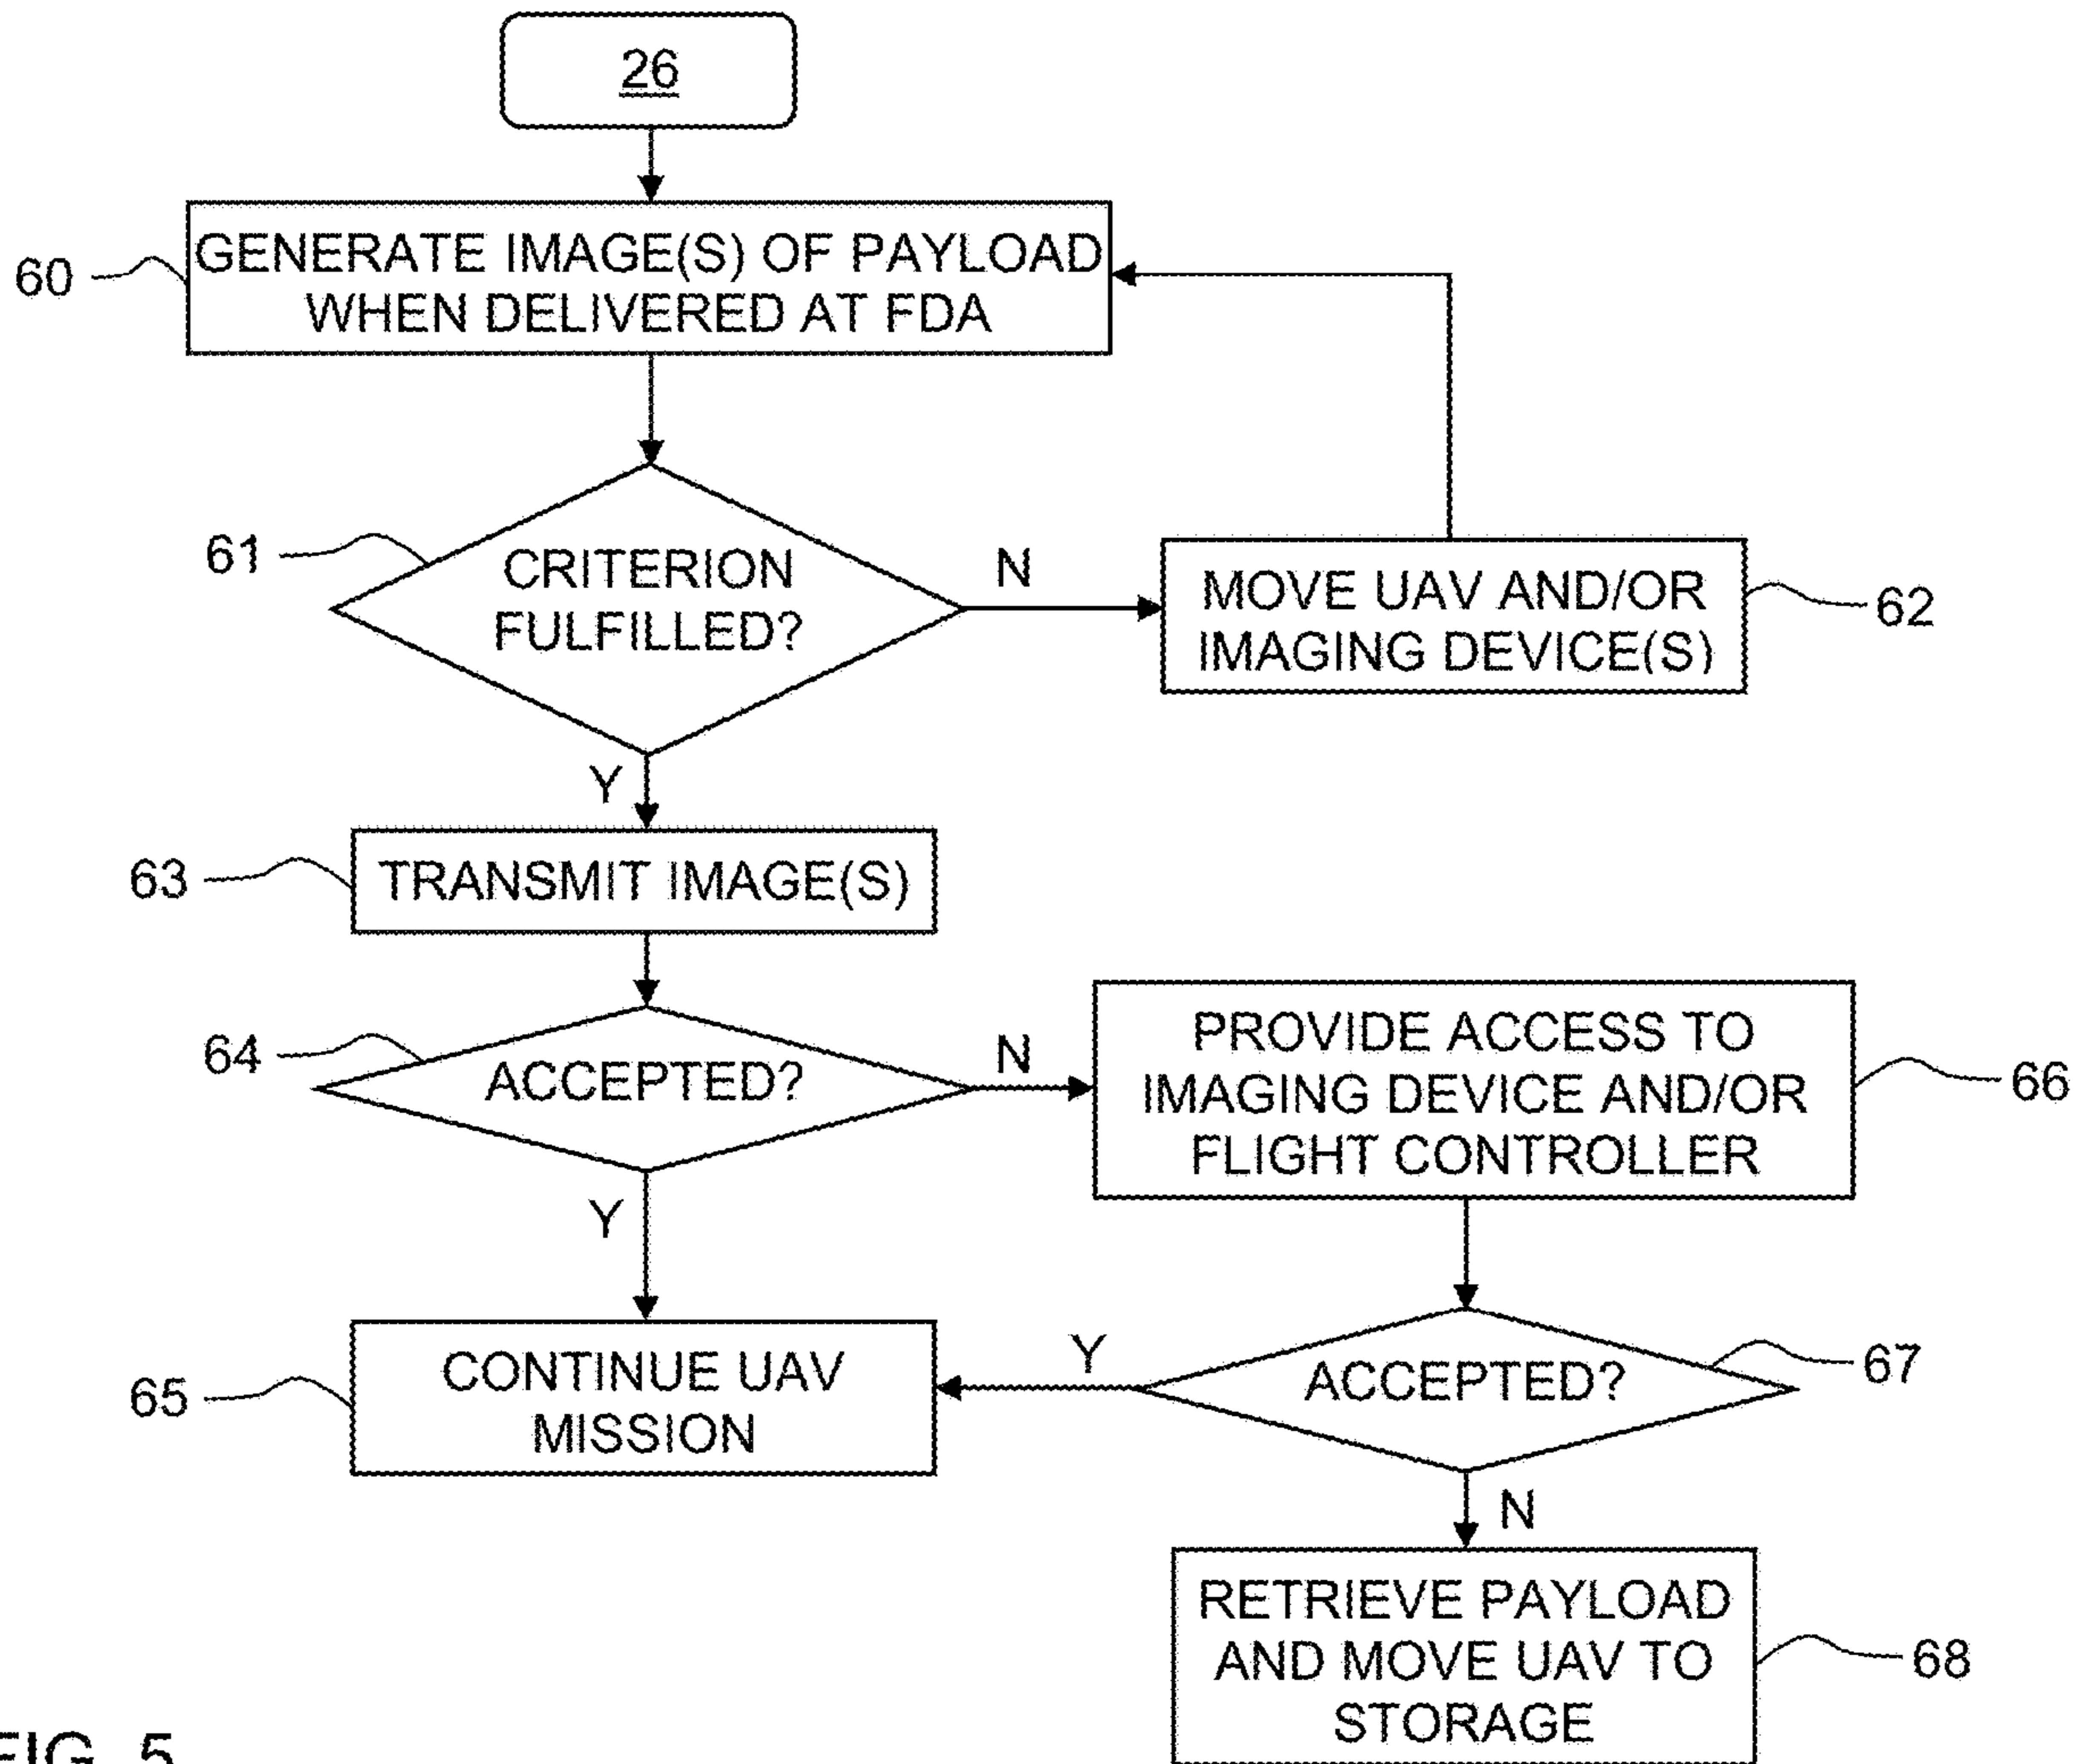 26
60
GENERATE IMAGE(S) OF PAYLOAD
WHEN DELIVERED AT FDA
61
CRITERION
FULFILLED?
N
MOVE UAV AND/OR
IMAGING DEVICE(S)
62
Y
63
TRANSMIT IMAGE(S)
64
ACCEPTED?
N
PROVIDE ACCESS TO
IMAGING DEVICE AND/OR
FLIGHT CONTROLLER
66
Y
65
CONTINUE UAV
MISSION
Y
ACCEPTED?
67
N
RETRIEVE PAYLOAD
AND MOVE UAV TO
STORAGE
68
FIG. 5